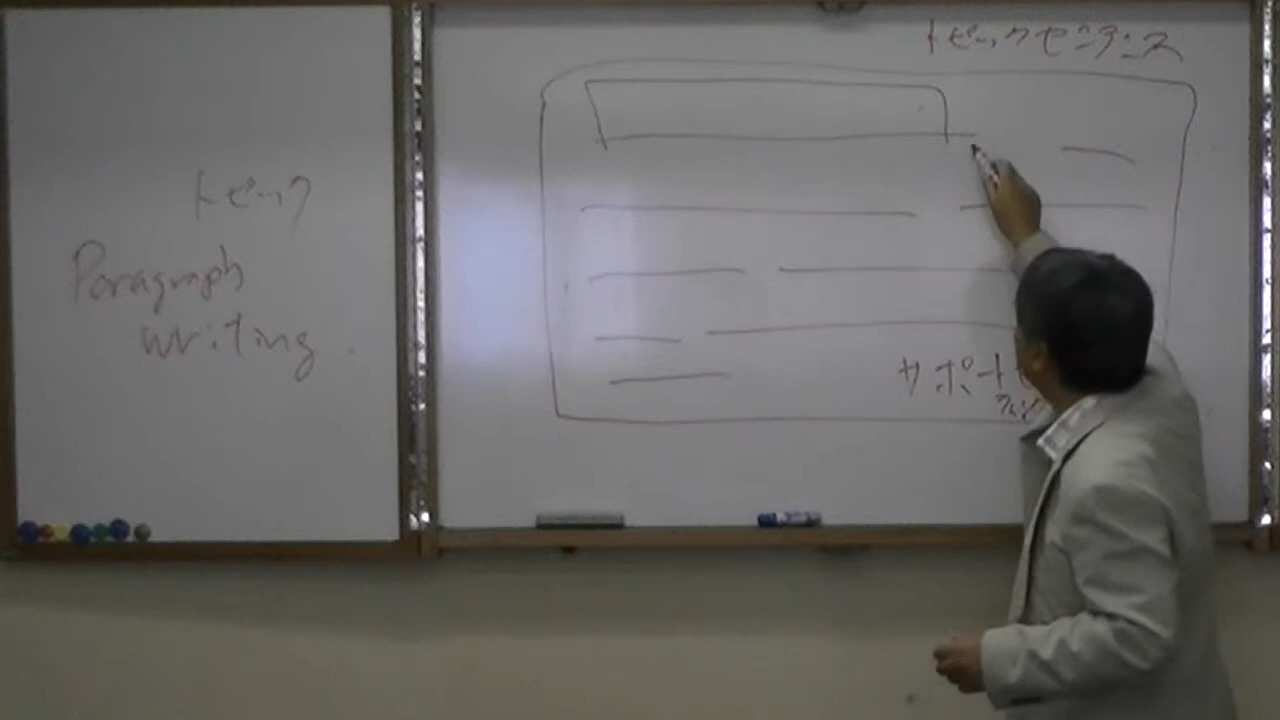 トピック
Paragraph
writing.
トピックセンテンス
サポート